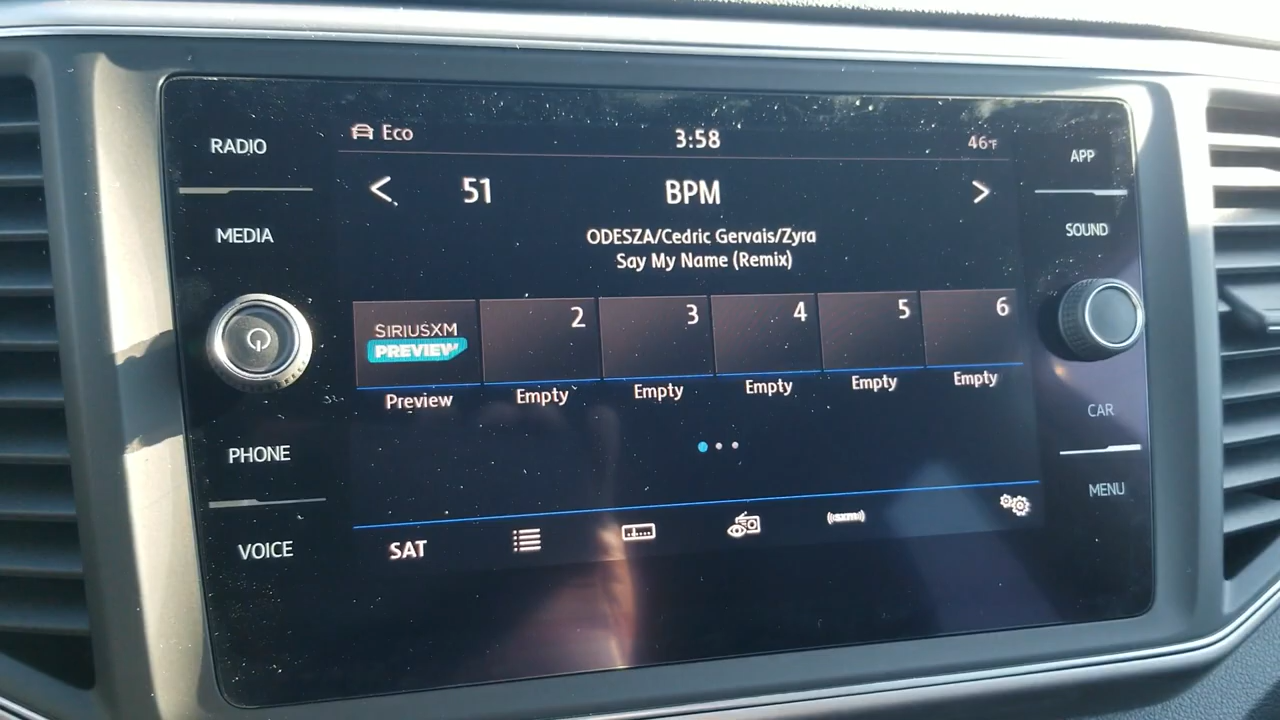 RADIO
MEDIA
PHONE
VOICE
Eco
3:58
46°F
51
BPM
ODESZA/Cedric Gervais/Zyra
Say My Name (Remix)
SIRIUSXM
PREVIEW
2
3
4
5
6
Preview
Empty
Empty
Empty
Empty
Empty
SAT
((SXM))
APP
SOUND
CAR
MENU